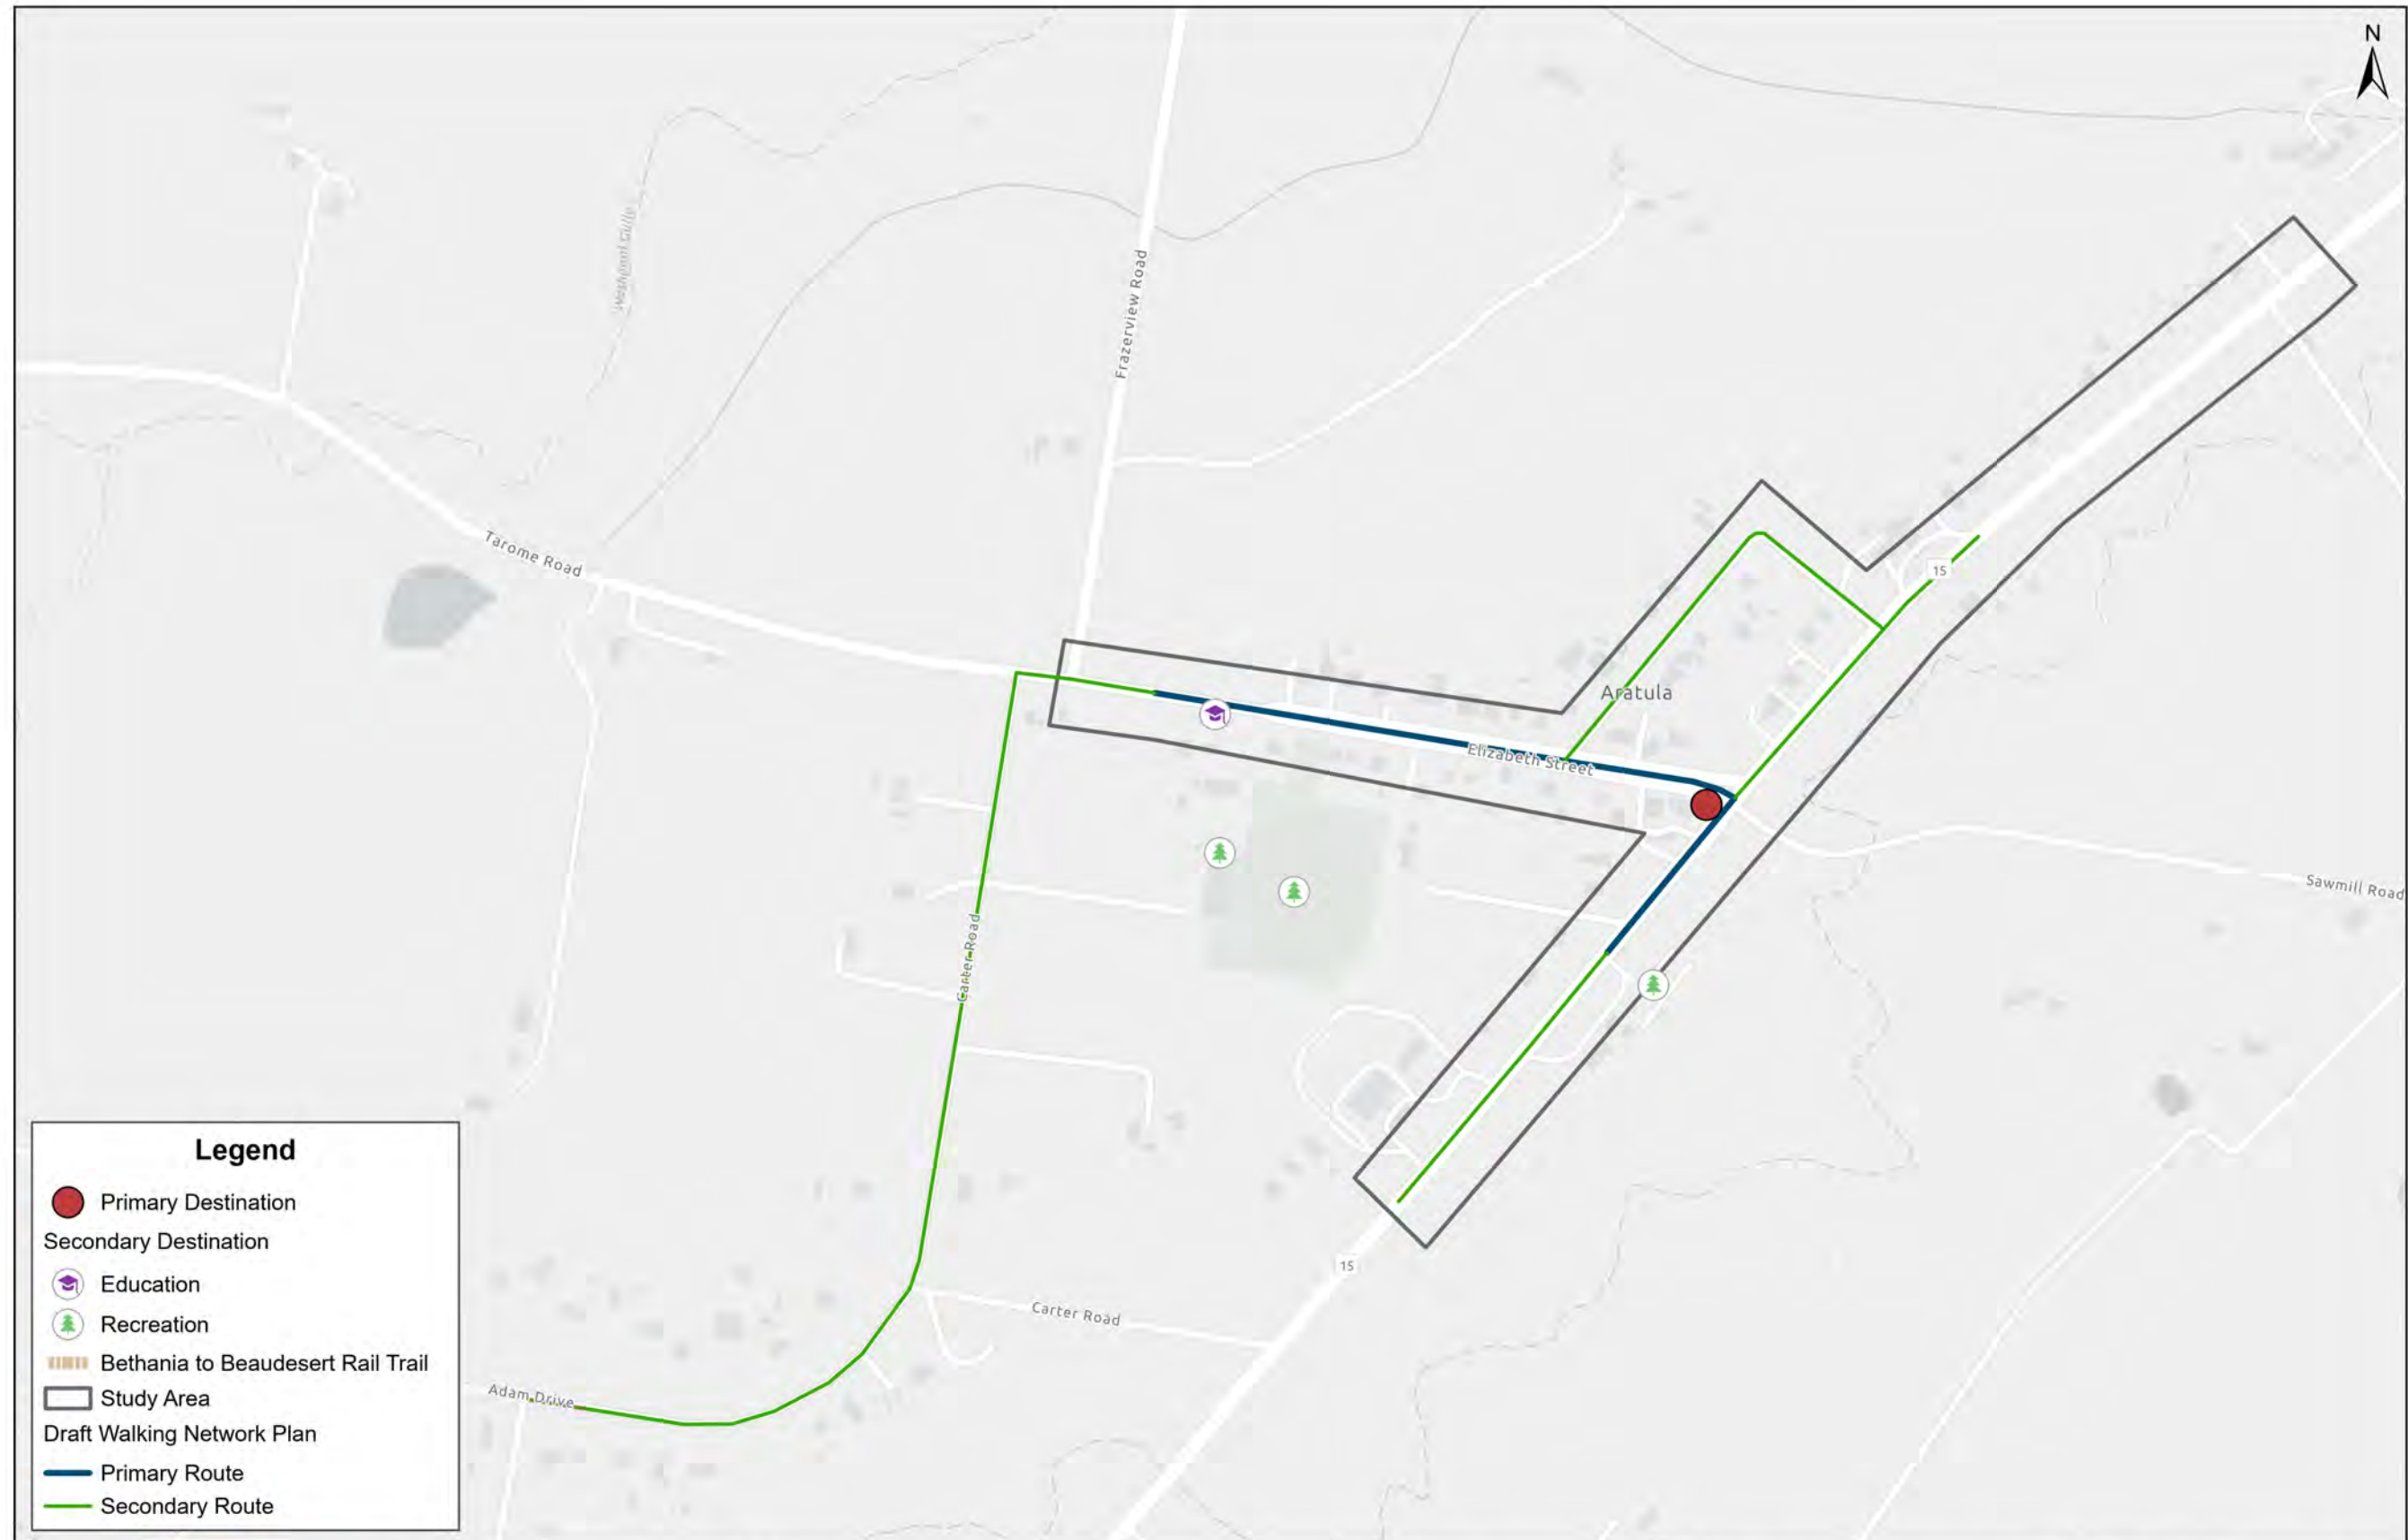 N
Washpool Gully
Frazerview Road
Tarome Road
15
Aratula
Elizabeth Street
Sawmill Road
Carter Road
15
Carter Road
Adam Drive
Legend
Primary Destination
Secondary Destination
Education
Recreation
Bethania to Beaudesert Rail Trail
Study Area
Draft Walking Network Plan
Primary Route
Secondary Route